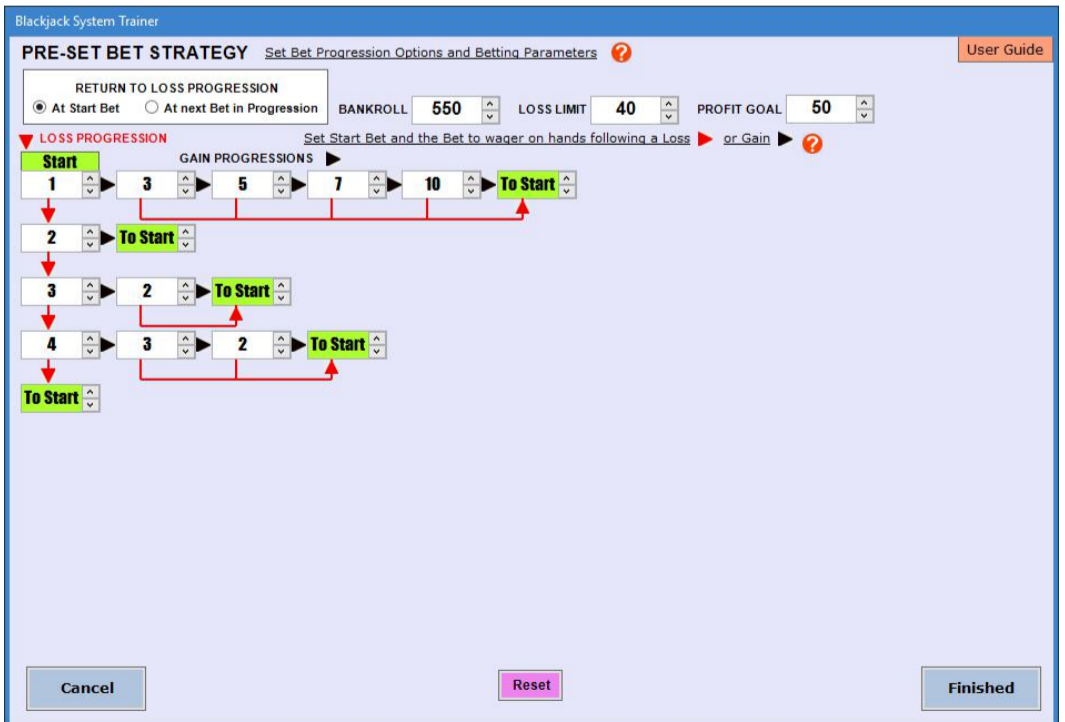 Blackjack System Trainer
PRE-SET BET STRATEGY Set Bet Progression Options and Betting Parameters ? User Guide
RETURN TO LOSS PROGRESSION
At Start Bet At next Bet in Progression BANKROLL 550 LOSS LIMIT 40 PROFIT GOAL 50
LOSS PROGRESSION Set Start Bet and the Bet to wager on hands following a Loss or Gain ?
Start GAIN PROGRESSIONS
1 3 5 7 10 To Start
2 To Start
3 2 To Start
4 3 2 To Start
To Start
Cancel Reset Finished